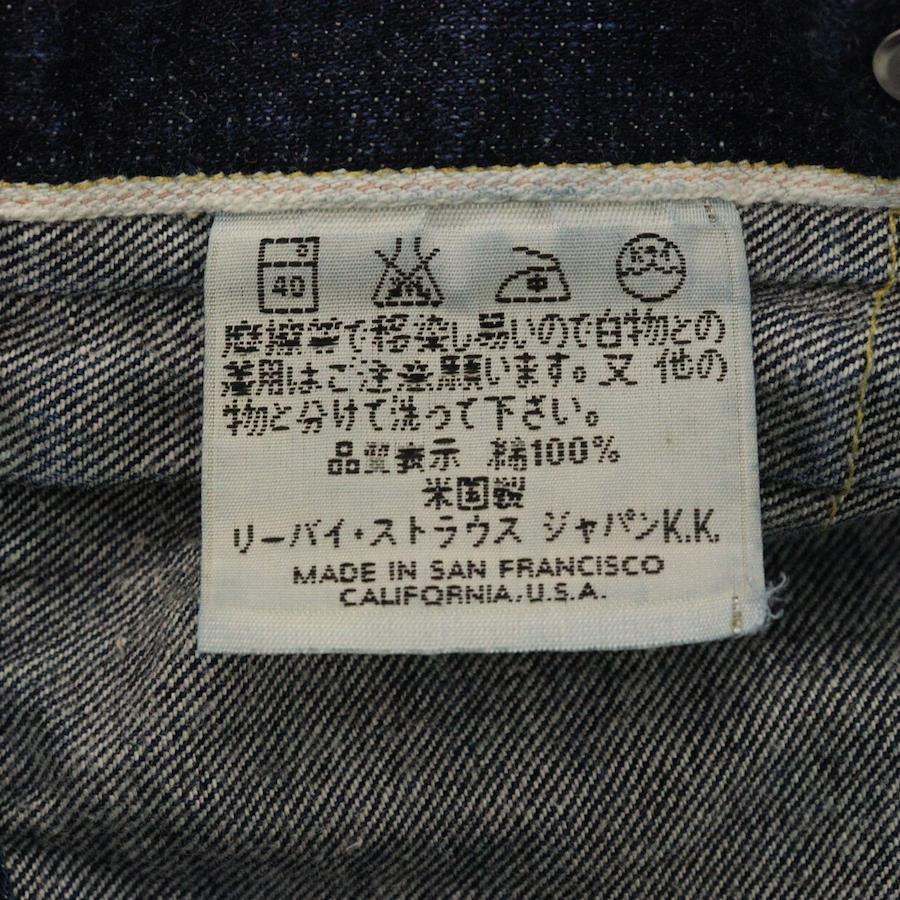 40
摩擦等で移染し易いので白物との
着用はご注意願います。又 他の
物と分けて洗って下さい。
品質表示 綿100%
米国製
リーバイ・ストラウス ジャパンK.K.
MADE IN SAN FRANCISCO
CALIFORNIA, U.S.A.